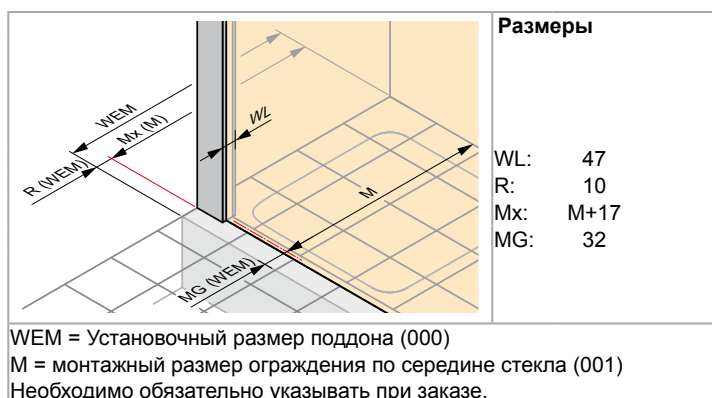 Размеры
WEM
Mx (M)
R (WEM)
WL
M
MG (WEM)
WL: 47
R: 10
Mx: M+17
MG: 32
WEM = Установочный размер поддона (000)
M = монтажный размер ограждения по середине стекла (001)
Необходимо обязательно указывать при заказе.